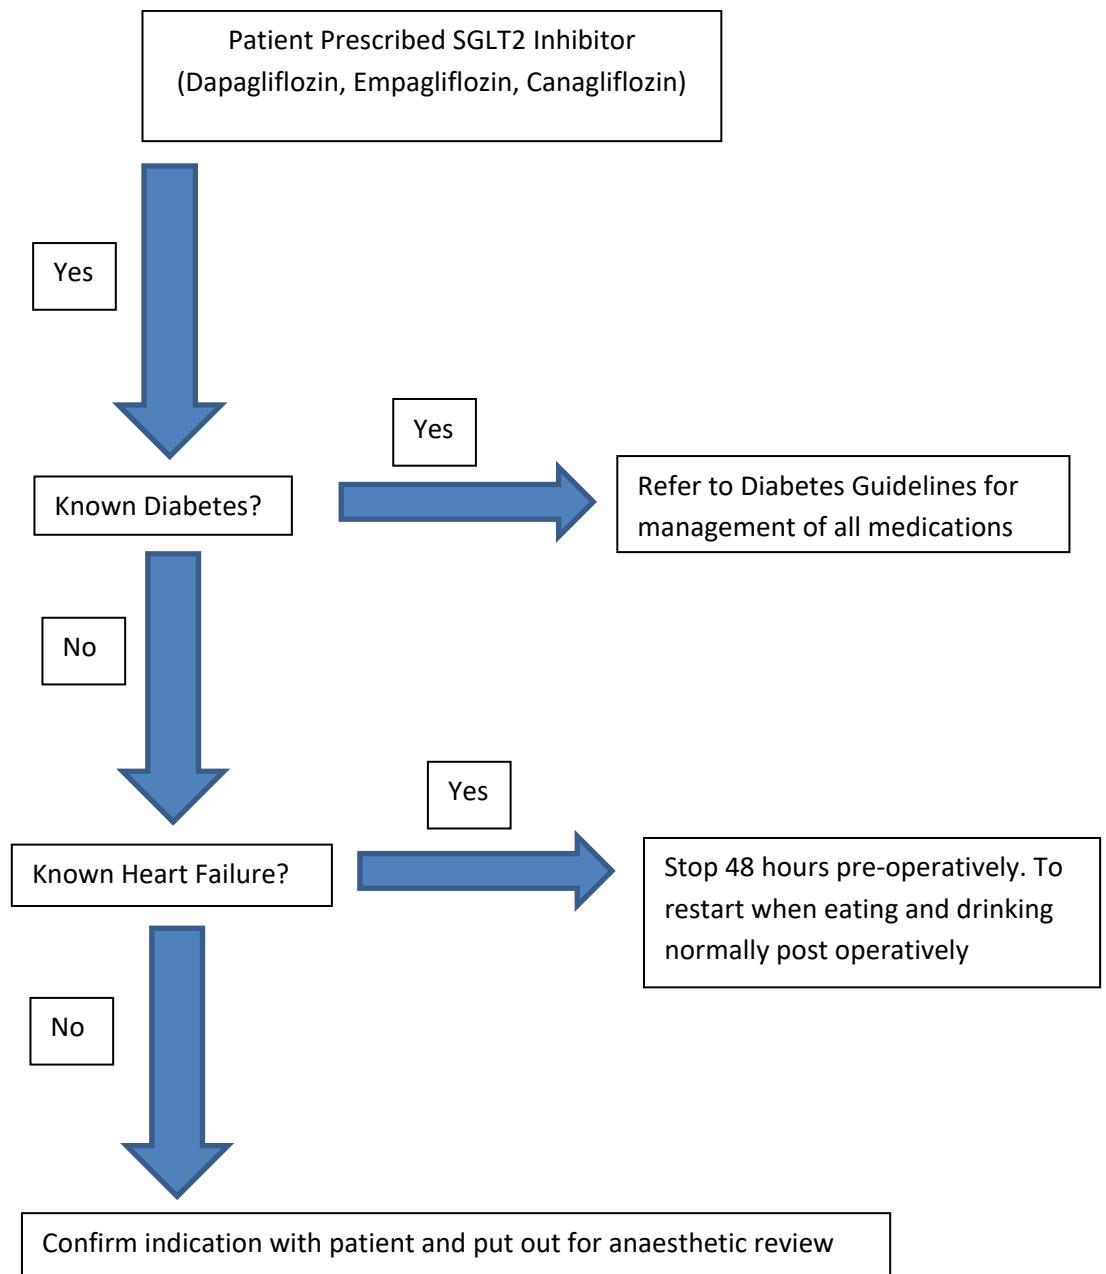 Patient Prescribed SGLT2 Inhibitor
(Dapagliflozin, Empagliflozin, Canagliflozin)
Yes
Yes
Known Diabetes?
Refer to Diabetes Guidelines for
management of all medications
No
Yes
Known Heart Failure?
Stop 48 hours pre-operatively. To
restart when eating and drinking
normally post operatively
No
Confirm indication with patient and put out for anaesthetic review